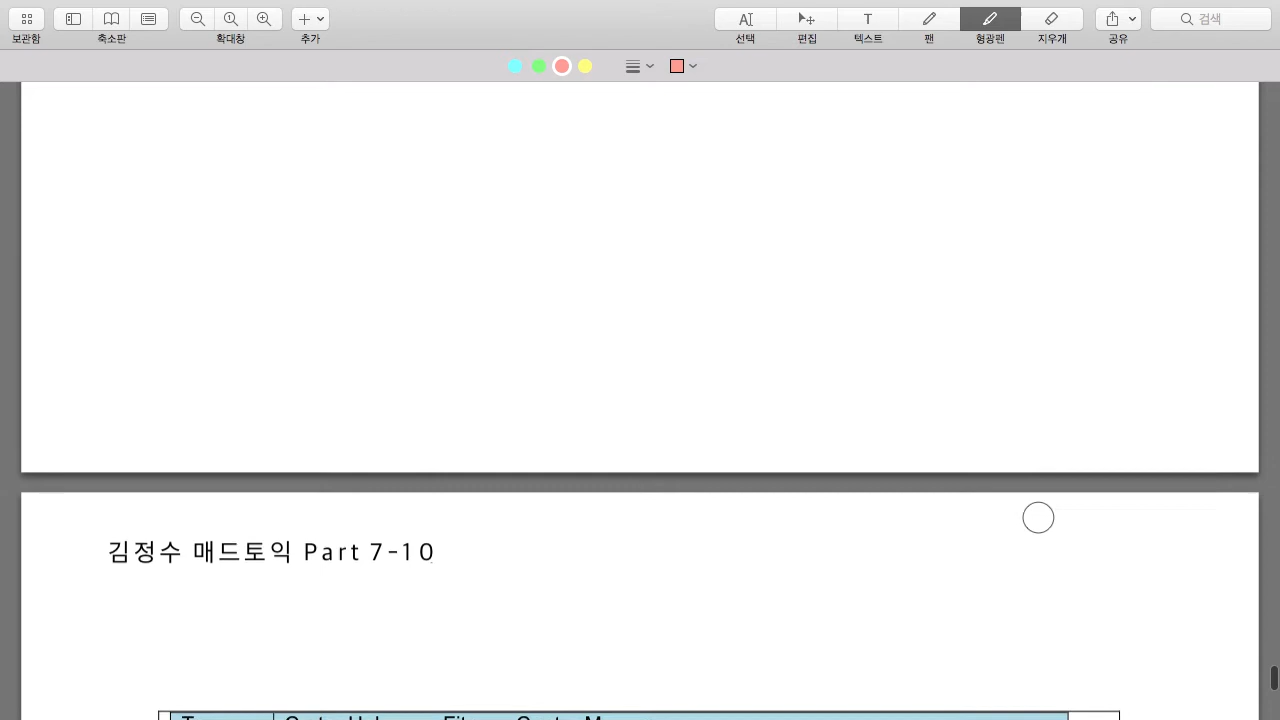 보관함
축소판
확대창
추가
선택
편집
텍스트
펜
형광펜
지우개
공유
검색
김정수 매드토익 Part 7-10